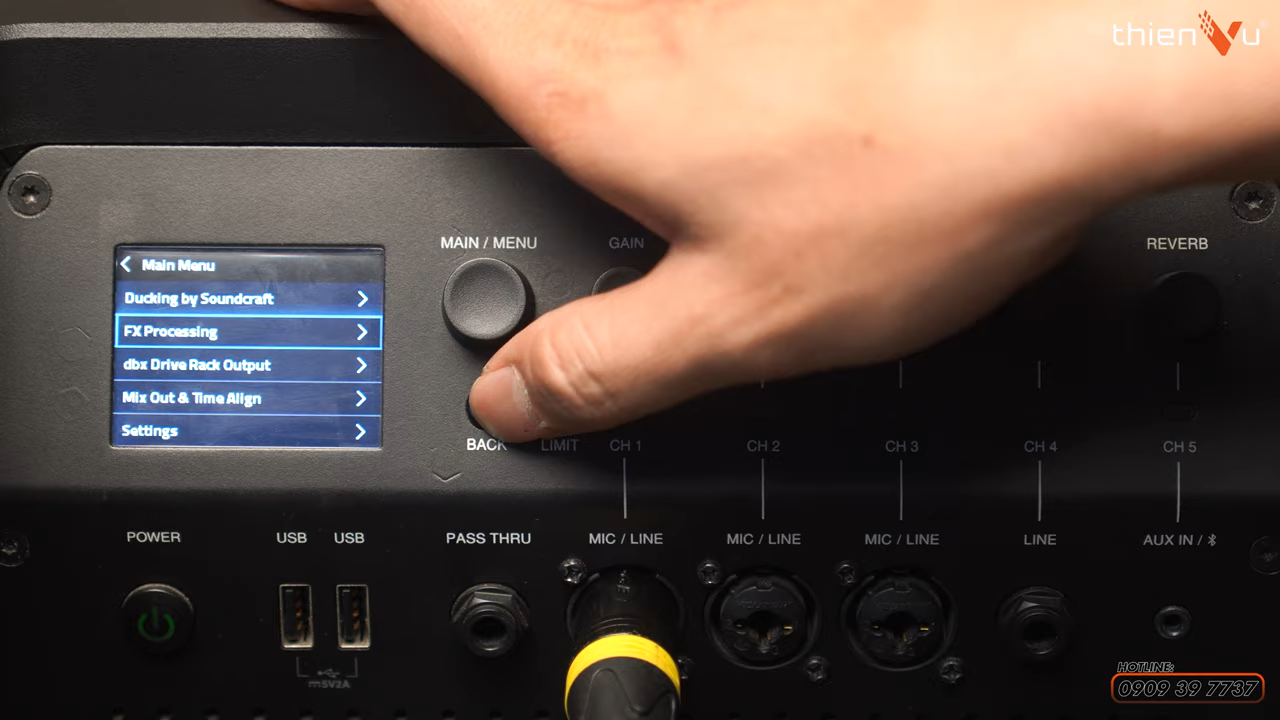 thienVu
MAIN / MENU
GAIN
REVERB
Main Menu
Ducking by Soundcraft
FX Processing
dbx Drive Rack Output
Mix Out & Time Align
Settings
BACK
LIMIT
CH 1
CH 2
CH 3
CH 4
CH 5
POWER
USB
USB
PASS THRU
MIC / LINE
MIC / LINE
MIC / LINE
LINE
AUX IN /
5V2A
HOTLINE:
0909 39 7737